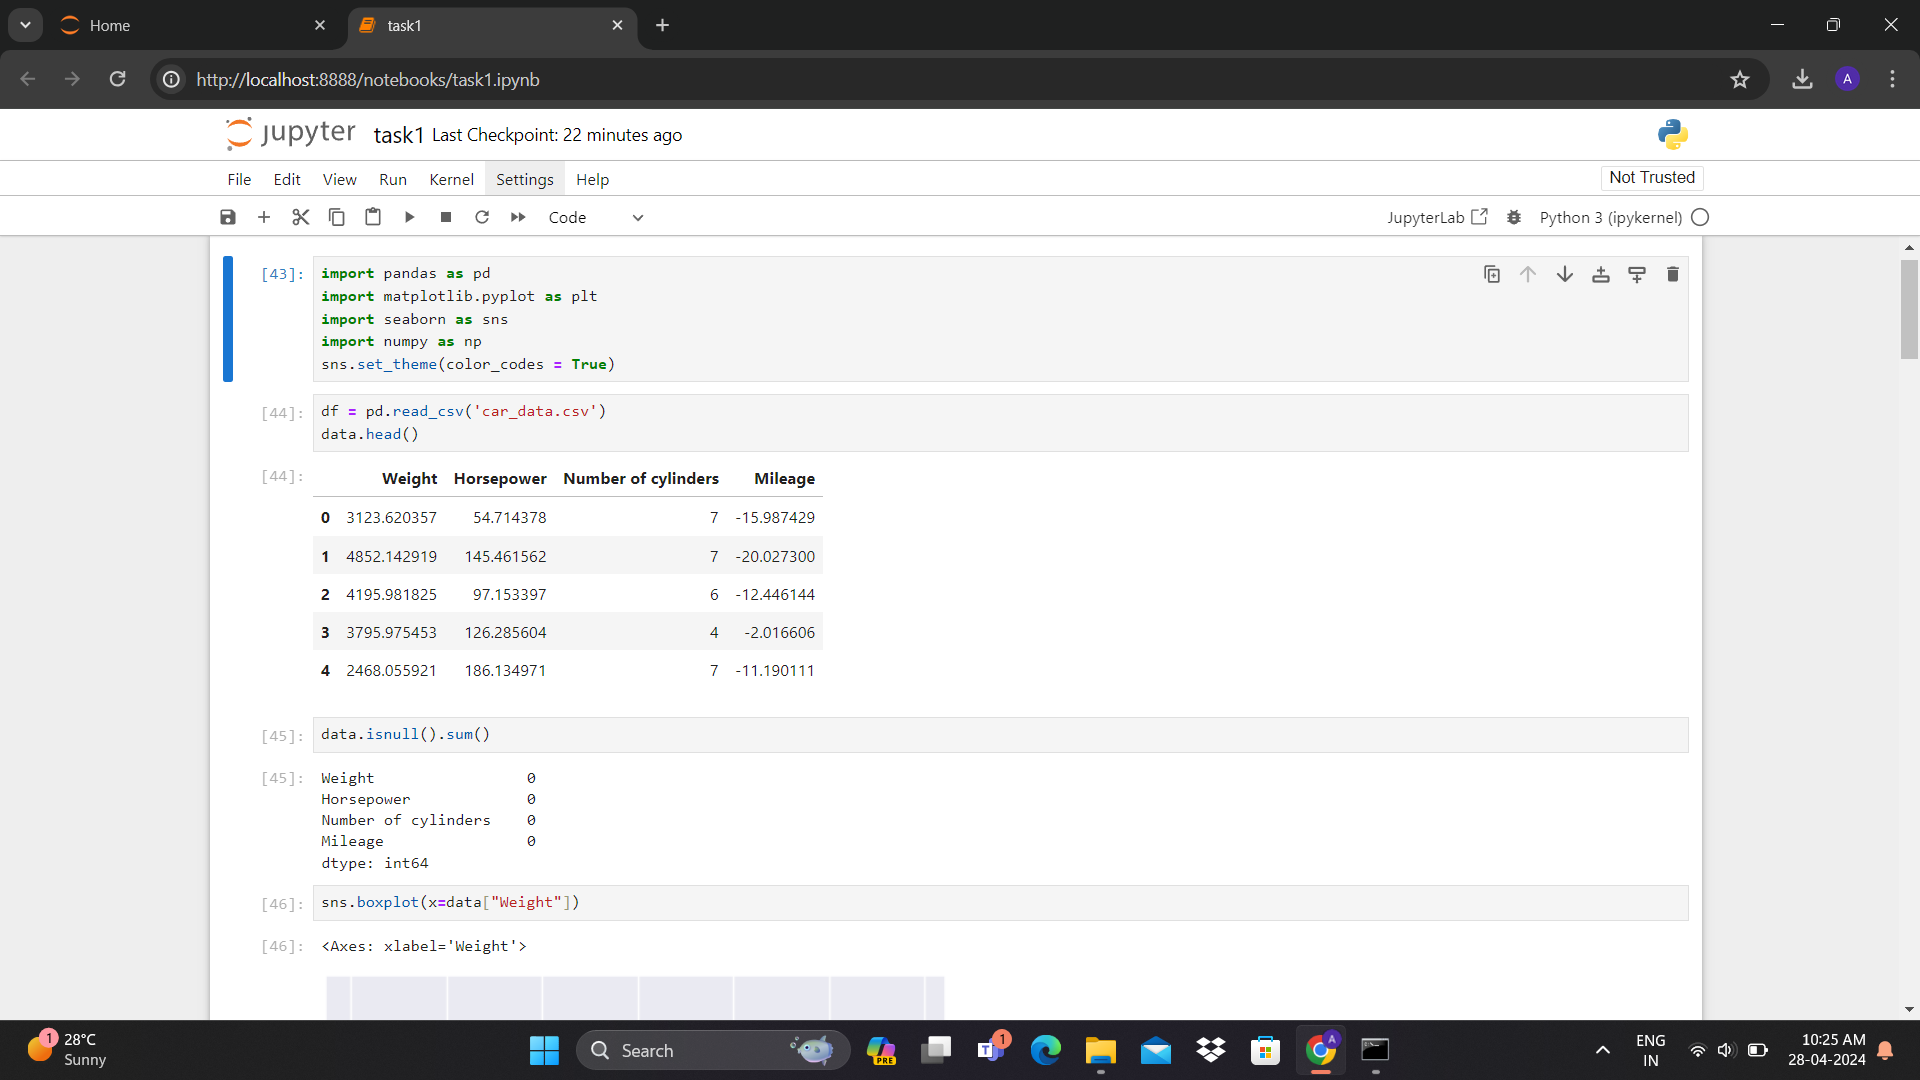 Home
task1
http://localhost:8888/notebooks/task1.ipynb
A
jupyter task1 Last Checkpoint: 22 minutes ago
File Edit View Run Kernel Settings Help
Not Trusted
Code
JupyterLab
Python 3 (ipykernel)
[43]:
import pandas as pd
import matplotlib.pyplot as plt
import seaborn as sns
import numpy as np
sns.set_theme(color_codes = True)
[44]:
df = pd.read_csv('car_data.csv')
data.head()
[44]:
Weight Horsepower Number of cylinders Mileage
0 3123.620357 54.714378 7 -15.987429
1 4852.142919 145.461562 7 -20.027300
2 4195.981825 97.153397 6 -12.446144
3 3795.975453 126.285604 4 -2.016606
4 2468.055921 186.134971 7 -11.190111
[45]:
data.isnull().sum()
[45]:
Weight 0
Horsepower 0
Number of cylinders 0
Mileage 0
dtype: int64
[46]:
sns.boxplot(x=data["Weight"])
[46]:
<Axes: xlabel='Weight'>
1
28°C
Sunny
Search
PRE
T
1
A
ENG
IN
10:25 AM
28-04-2024